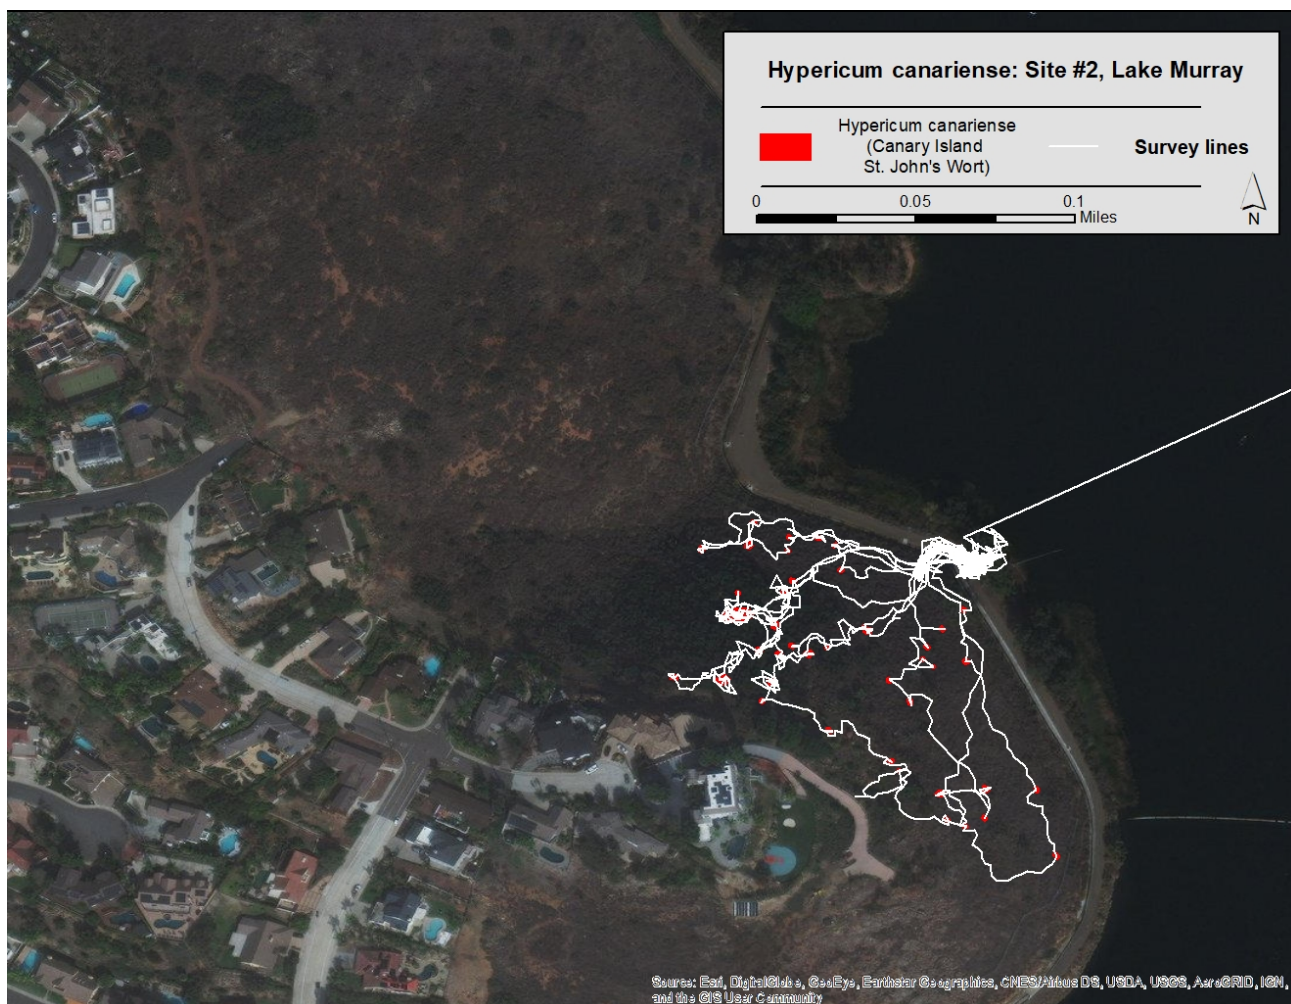 Hypericum canariense: Site #2, Lake Murray
Hypericum canariense
(Canary Island
St. John's Wort)
Survey lines
0 0.05 0.1
Miles
N
Source: Esri, DigitalGlobe, GeoEye, Earthstar Geographics, CNES/Airbus DS, USDA, USGS, AeroGRID, IGN,
and the GIS User Community